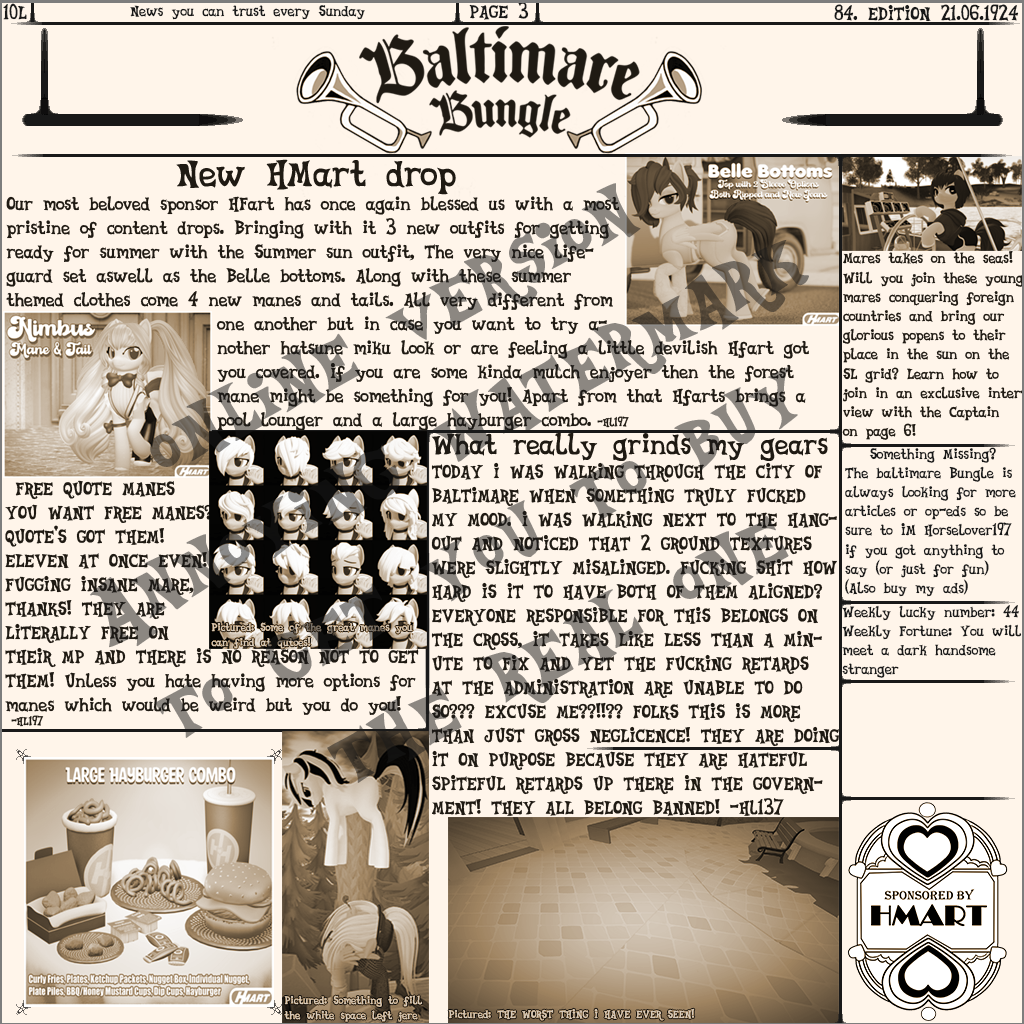 10L
News you can trust every Sunday
PAGE 3
84. EDITION 21.06.1924
Baltimare
Bungle
New HMart drop
Our most beloved sponsor HFart has once again blessed us with a most
pristine of content drops. Bringing with it 3 new outfits for getting
ready for summer with the Summer sun outfit, The very nice life-
guard set aswell as the Belle bottoms. Along with these summer
themed clothes come 4 new manes and tails. All very different from
one another but in case you want to try a-
nother hatsune miku look or are feeling a little devilish Hfart got
you covered. if you are some kinda mulch enjoyer then the forest
mane might be something for you! Apart from that Hfarts brings a
pool lounger and a large hayburger combo. -HL197
Belle Bottoms
Top with 2 Sleeve Options
Both Ripped and New Jeans
HMART
Nimbus
Mane & Tail
HMART
FREE QUOTE MANES
YOU WANT FREE MANES?
QUOTE'S GOT THEM!
ELEVEN AT ONCE EVEN!
FUGGING INSANE MARE,
THANKS! THEY ARE
LITERALLY FREE ON
THEIR MP AND THERE IS NO REASON NOT TO GET
THEM! Unless you hate having more options for
manes which would be weird but you do you!
-HL197
Pictured: Some of the great manes you
can find at qutoes!
What really grinds my gears
TODAY i WAS WALKING THROUGH THE CITY OF
BALTIMARE WHEN SOMETHING TRULY FUCKED
MY MOOD. i WAS WALKING NEXT TO THE HANG-
OUT AND NOTICED THAT 2 GROUND TEXTURES
WERE SLIGHTLY MISALINGED. FUCKING SHIT HOW
HARD IS IT TO HAVE BOTH OF THEM ALIGNED?
EVERYONE RESPONSIBLE FOR THIS BELONGS ON
THE CROSS, IT TAKES LIKE LESS THAN A MIN-
UTE TO FIX AND YET THE FUCKING RETARDS
AT THE ADMINISTRATION ARE UNABLE TO DO
SO??? EXCUSE ME??!!?? FOLKS THIS IS MORE
THAN JUST GROSS NEGLICENCE! THEY ARE DOING
IT ON PURPOSE BECAUSE THEY ARE HATEFUL
SPITEFUL RETARDS UP THERE IN THE GOVERN-
MENT! THEY ALL BELONG BANNED! -HL137
Pictured: THE WORST THING i HAVE EVER SEEN!
Mares takes on the seas!
Will you join these young
mares conquering foreign
countries and bring our
glorious popens to their
place in the sun on the
SL grid? Learn how to
join in an exclusive inter
view with the Captain
on page 6!
Something Missing?
The baltimare Bungle is
always looking for more
articles or op-eds so be
sure to iM Horselover197
if you got anything to
say (or just for fun)
(Also buy my ads)
Weekly lucky number: 44
Weekly Fortune: You will
meet a dark handsome
stranger
LARGE HAYBURGER COMBO
Curly Fries, Plates, Ketchup Packets, Nugget Box, Individual Nugget,
Plate Piles, BBQ/Honey Mustard Cups, Dip Cups, Hayburger
HMART
Pictured: Something to fill
the white space left jere
SPONSORED BY
HMART
ONLINE VERSION
ANNOYING WATERMARK
TO GET YOU TO BUY
THE REAL ONE